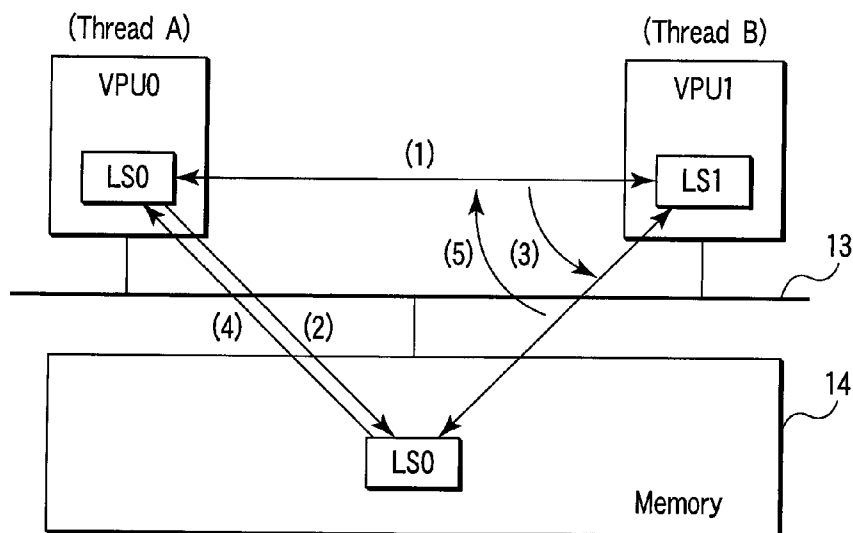 (Thread A)
(Thread B)
VPU0
VPU1
(1)
LS0
LS1
(5)
(3)
13
(4)
(2)
14
LS0
Memory